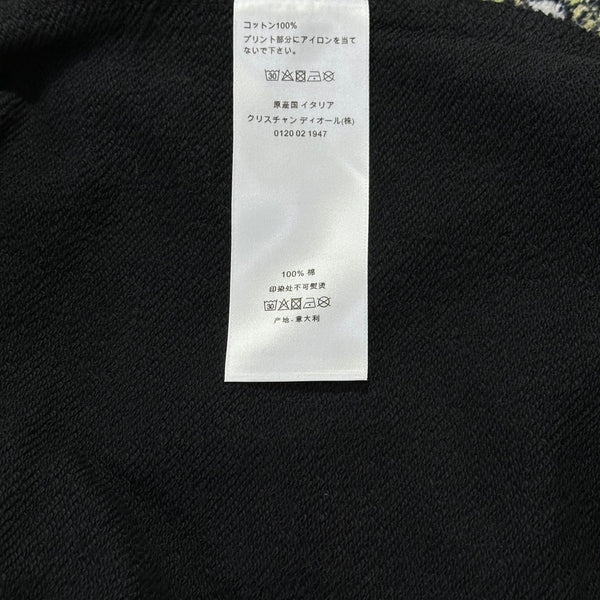 コットン100%
プリント部分にアイロンを当て
ないで下さい。
30
原産国 イタリア
クリスチャン ディオール(株)
0120 02 1947
100% 棉
印染处不可熨烫
30
产地 - 意大利